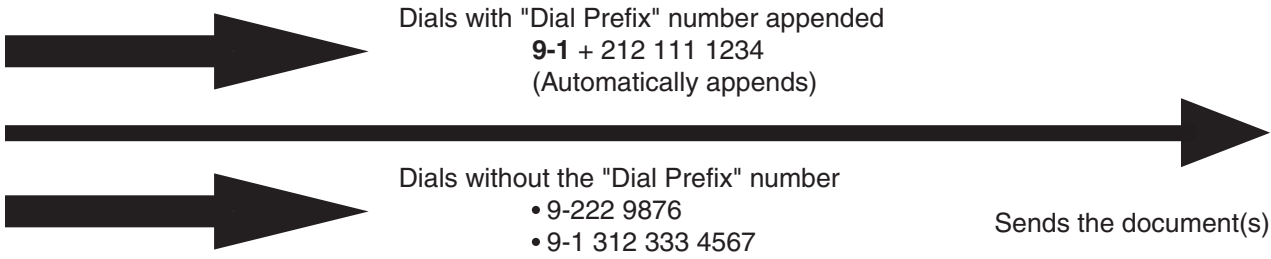 Dials with "Dial Prefix" number appended
9-1 + 212 111 1234
(Automatically appends)
Dials without the "Dial Prefix" number
• 9-222 9876
• 9-1 312 333 4567
Sends the document(s)